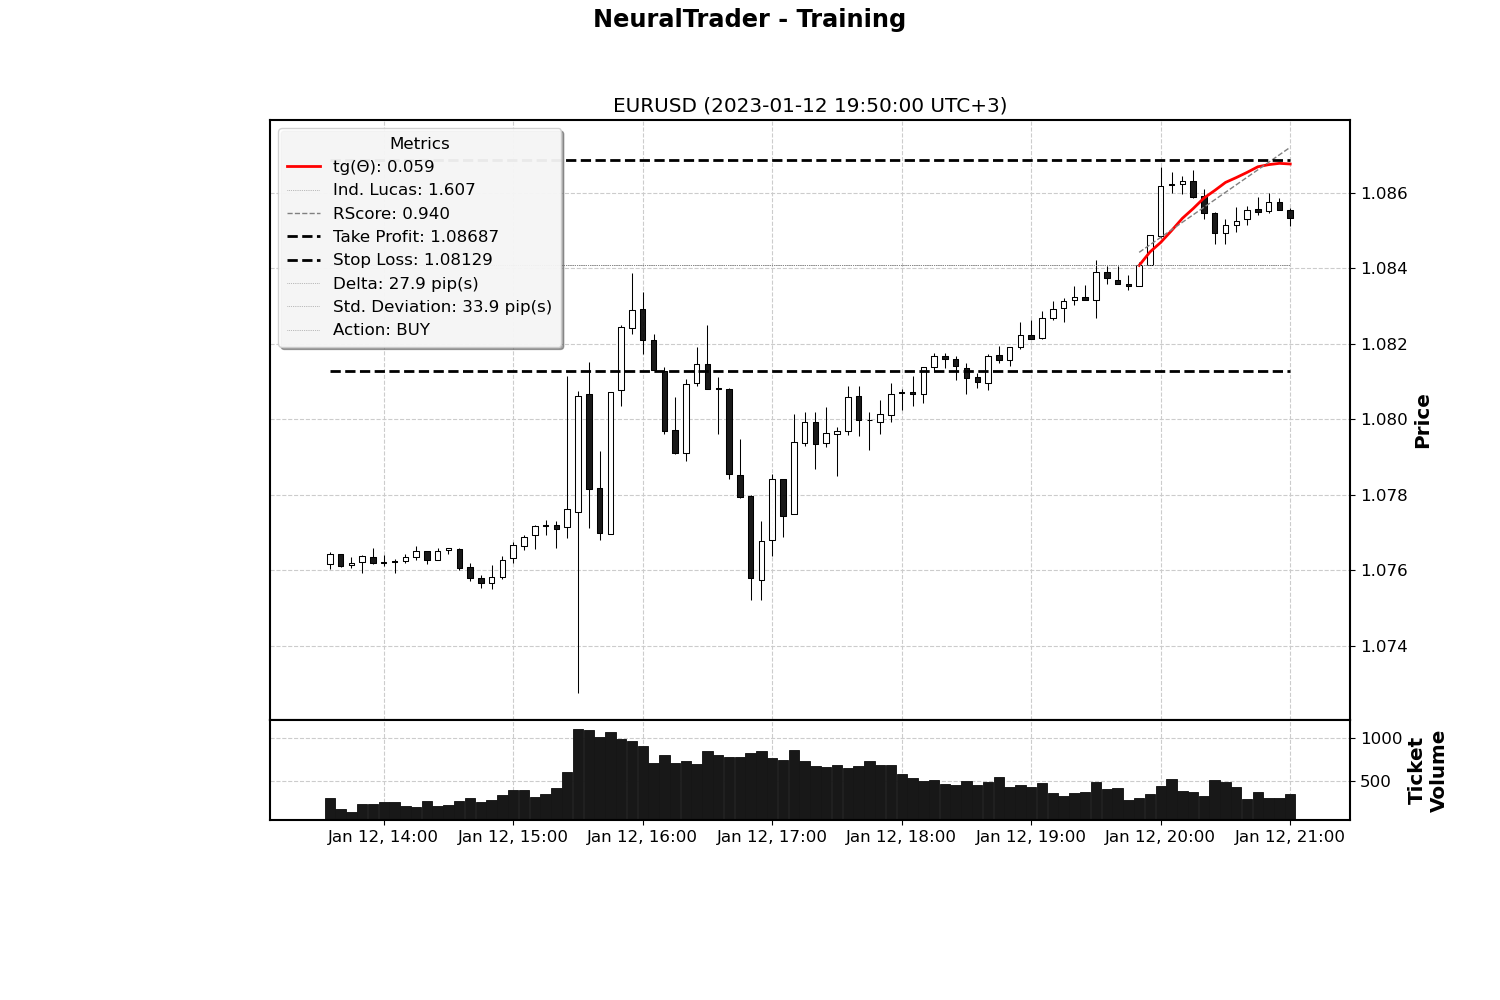 NeuralTrader - Training
EURUSD (2023-01-12 19:50:00 UTC+3)
Metrics
tg(Θ): 0.059
Ind. Lucas: 1.607
RScore: 0.940
Take Profit: 1.08687
Stop Loss: 1.08129
Delta: 27.9 pip(s)
Std. Deviation: 33.9 pip(s)
Action: BUY
1.086
1.084
1.082
1.080
1.078
1.076
1.074
Price
1000
500
Ticket
Volume
Jan 12, 14:00
Jan 12, 15:00
Jan 12, 16:00
Jan 12, 17:00
Jan 12, 18:00
Jan 12, 19:00
Jan 12, 20:00
Jan 12, 21:00